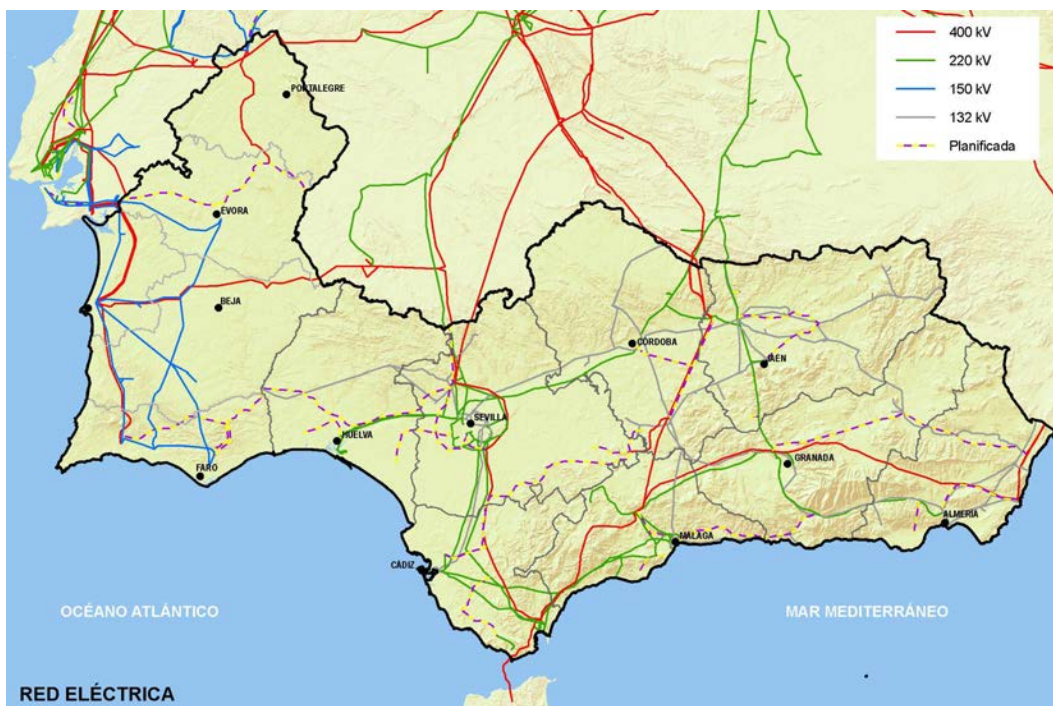 400 kV
220 kV
150 kV
132 kV
Planificada
PORTALEGRE
EVORA
BEJA
CÓRDOBA
JAÉN
SEVILLA
HUELVA
GRANADA
FARO
ALMERÍA
MÁLAGA
CÁDIZ
OCÉANO ATLÁNTICO
MAR MEDITERRÁNEO
RED ELÉCTRICA